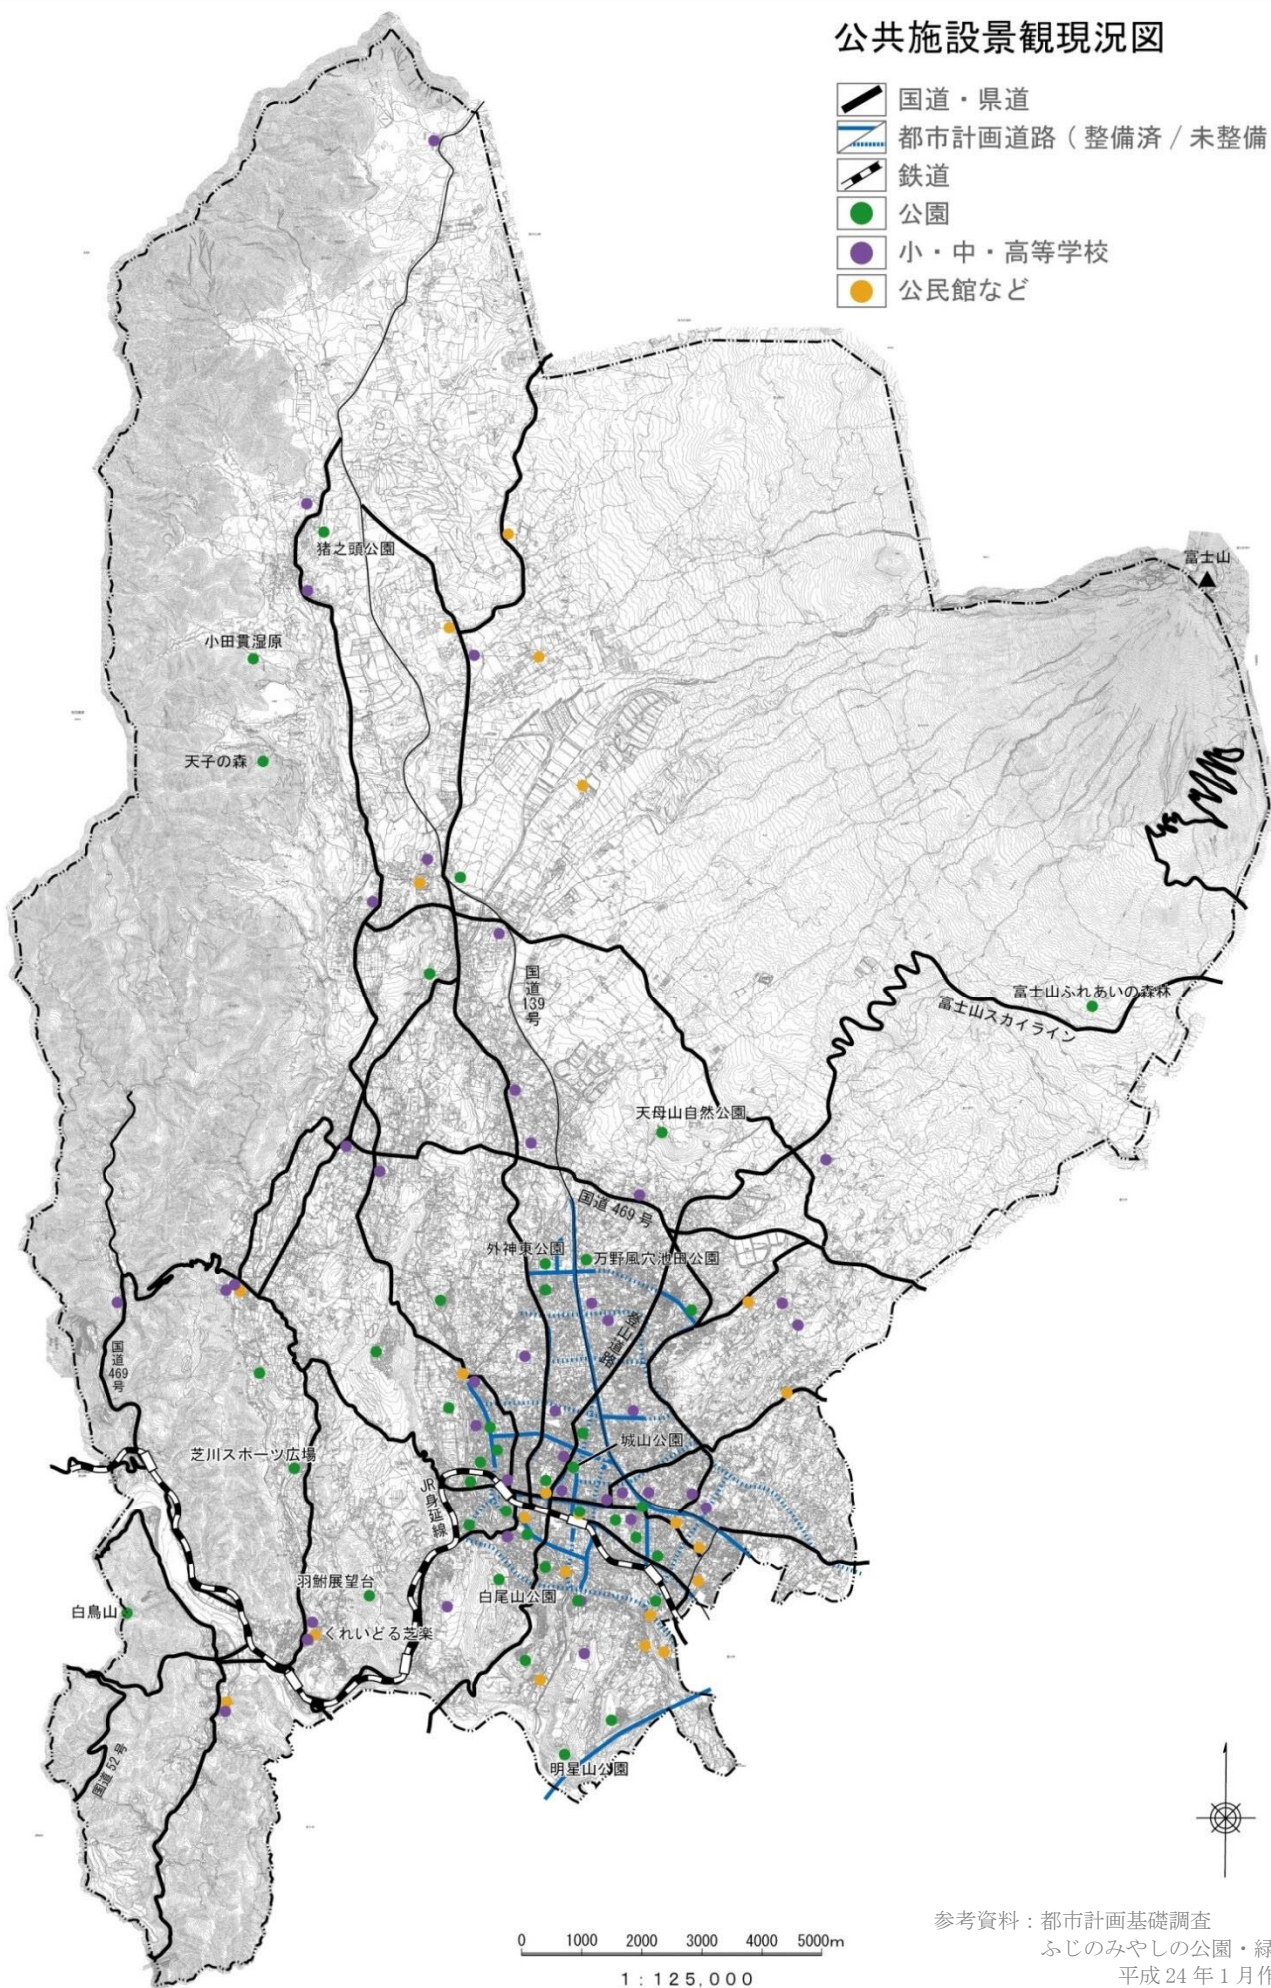 公共施設景観現況図
国道・県道
都市計画道路（整備済 / 未整備
鉄道
公園
小・中・高等学校
公民館など
富士山
猪之頭公園
小田貫湿原
天子の森
国道139号
富士山ふれあいの森林
富士山スカイライン
天母山自然公園
国道469号
外神東公園
万野風穴池田公園
登山道路
国道469号
城山公園
芝川スポーツ広場
JR身延線
羽鮒展望台
白尾山公園
白鳥山
くれいどる芝楽
国道52号
明星山公園
0 1000 2000 3000 4000 5000m
1：125,000
参考資料：都市計画基礎調査
ふじのみやしの公園・緑
平成24年1月作